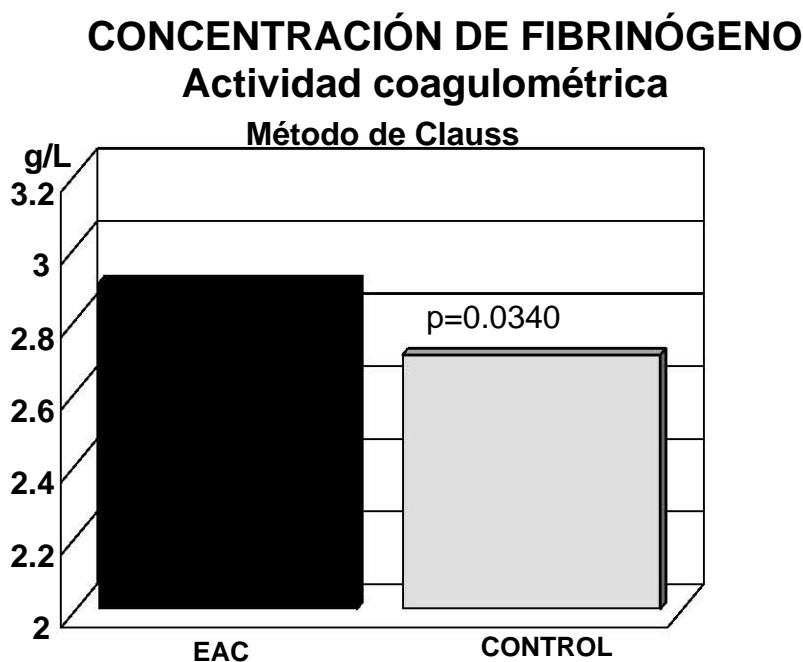 CONCENTRACIÓN DE FIBRINÓGENO
Actividad coagulométrica
Método de Clauss
g/L
3.2
3
2.8
2.6
2.4
2.2
2
p=0.0340
EAC
CONTROL